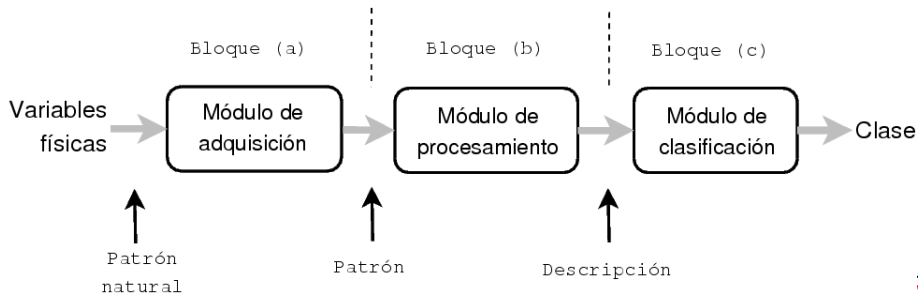 Bloque (a)
Bloque (b)
Bloque (c)
Variables
físicas
Módulo de
adquisición
Módulo de
procesamiento
Módulo de
clasificación
Clase
Patrón
natural
Patrón
Descripción